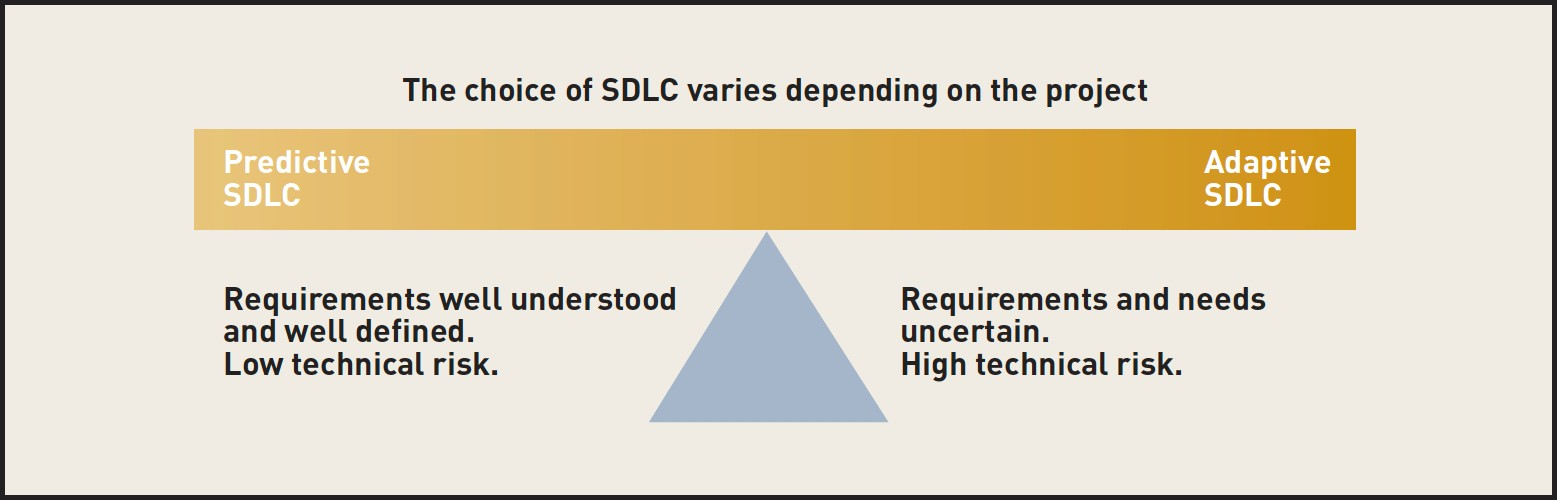 The choice of SDLC varies depending on the project
Predictive
SDLC
Adaptive
SDLC
Requirements well understood
and well defined.
Low technical risk.
Requirements and needs
uncertain.
High technical risk.